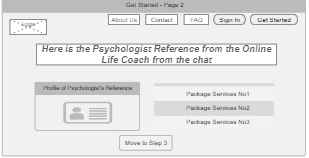 Get Started - Page 2
Logo
About Us
Contact
FAQ
Sign In
Get Started
Here is the Psychologist Reference from the Online
Life Coach from the chat
Profile of Psychologist's Reference
Package Services No1
Package Services No2
Package Services No3
Move to Step 3